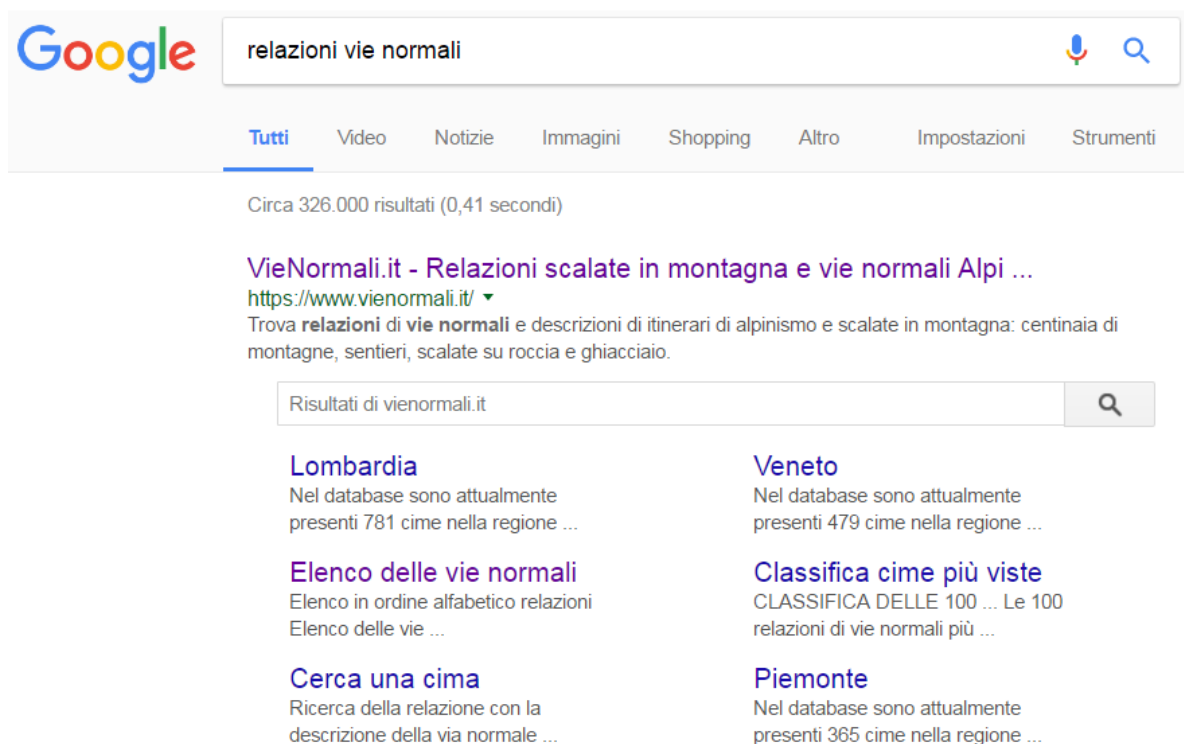 Google
relazioni vie normali
Tutti Video Notizie Immagini Shopping Altro Impostazioni Strumenti
Circa 326.000 risultati (0,41 secondi)
VieNormali.it - Relazioni scalate in montagna e vie normali Alpi ...
https://www.vienormali.it/
Trova relazioni di vie normali e descrizioni di itinerari di alpinismo e scalate in montagna: centinaia di
montagne, sentieri, scalate su roccia e ghiacciaio.
Risultati di vienormali.it
Lombardia
Nel database sono attualmente
presenti 781 cime nella regione ...
Veneto
Nel database sono attualmente
presenti 479 cime nella regione ...
Elenco delle vie normali
Elenco in ordine alfabetico relazioni
Elenco delle vie ...
Classifica cime più viste
CLASSIFICA DELLE 100 ... Le 100
relazioni di vie normali più ...
Cerca una cima
Ricerca della relazione con la
descrizione della via normale ...
Piemonte
Nel database sono attualmente
presenti 365 cime nella regione ...